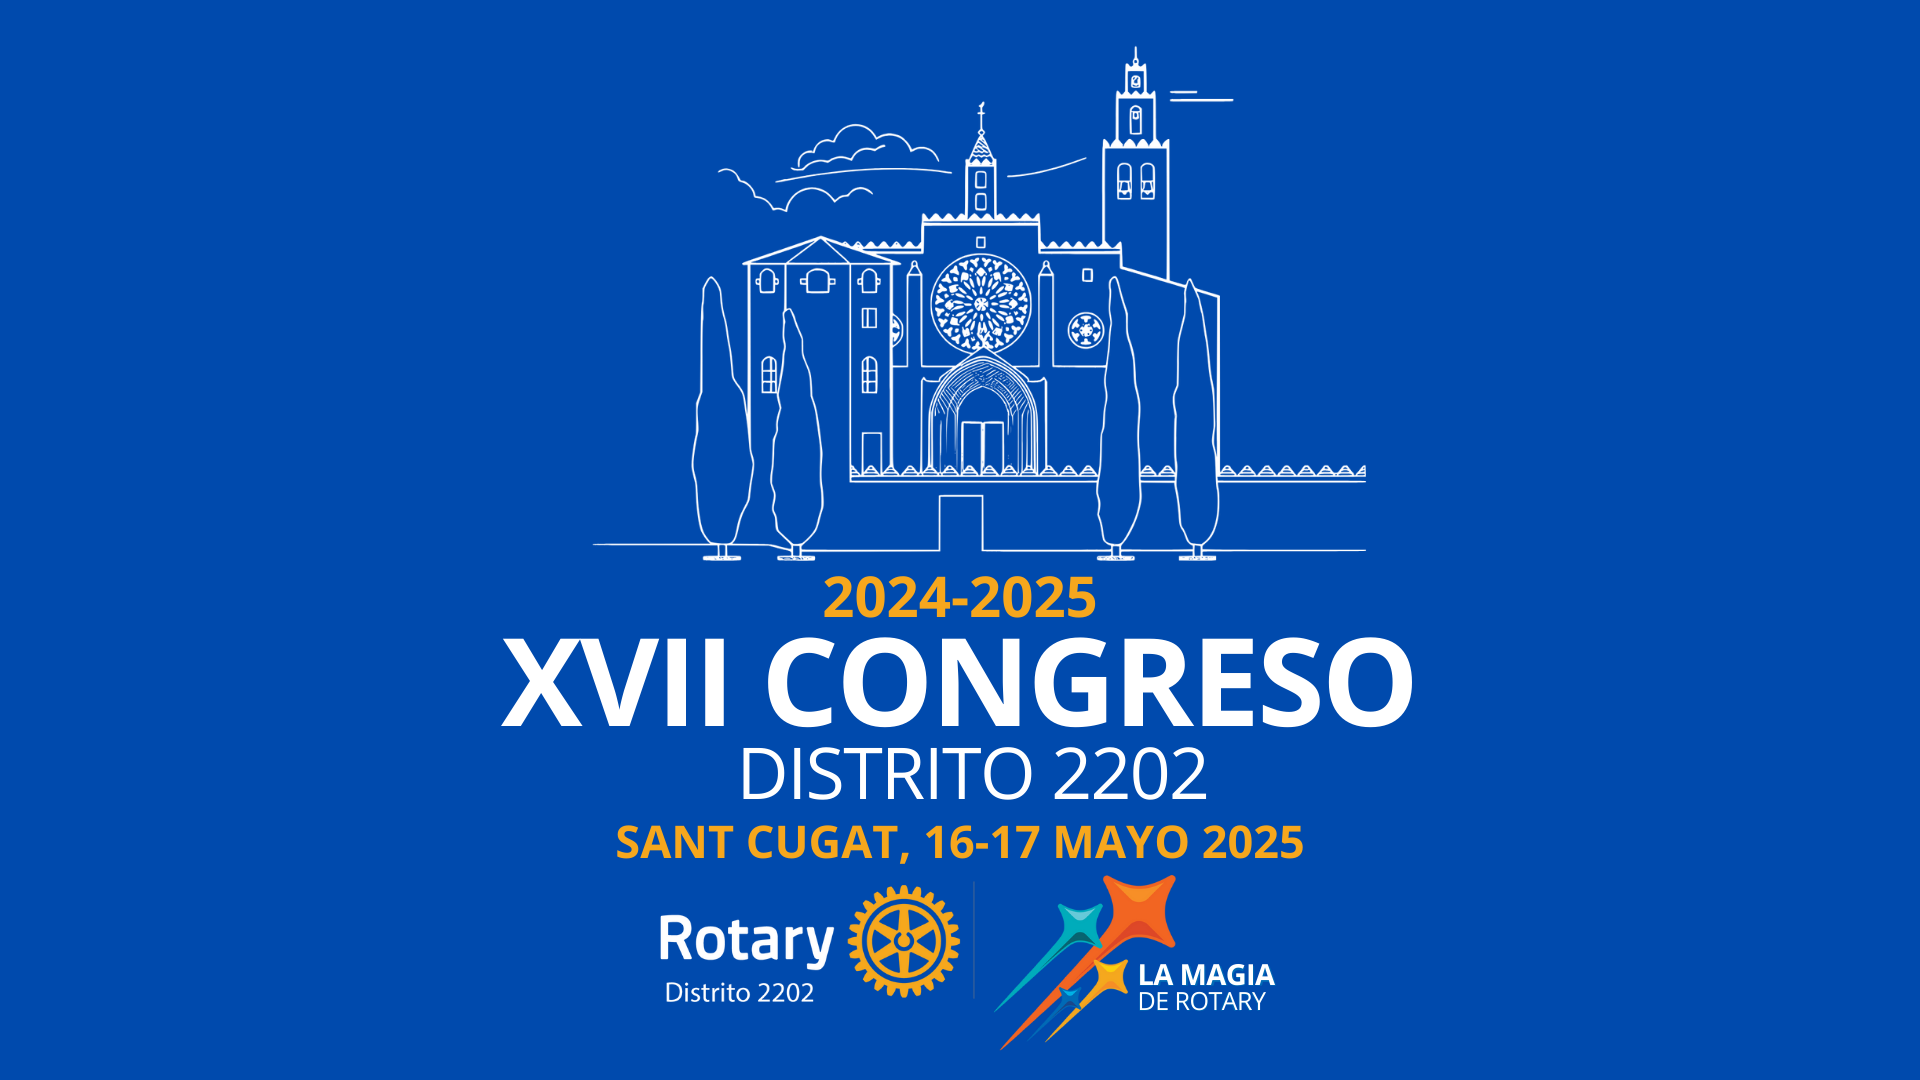 2024-2025
XVII CONGRESO
DISTRITO 2202
SANT CUGAT, 16-17 MAYO 2025
Rotary
Distrito 2202
LA MAGIA
DE ROTARY